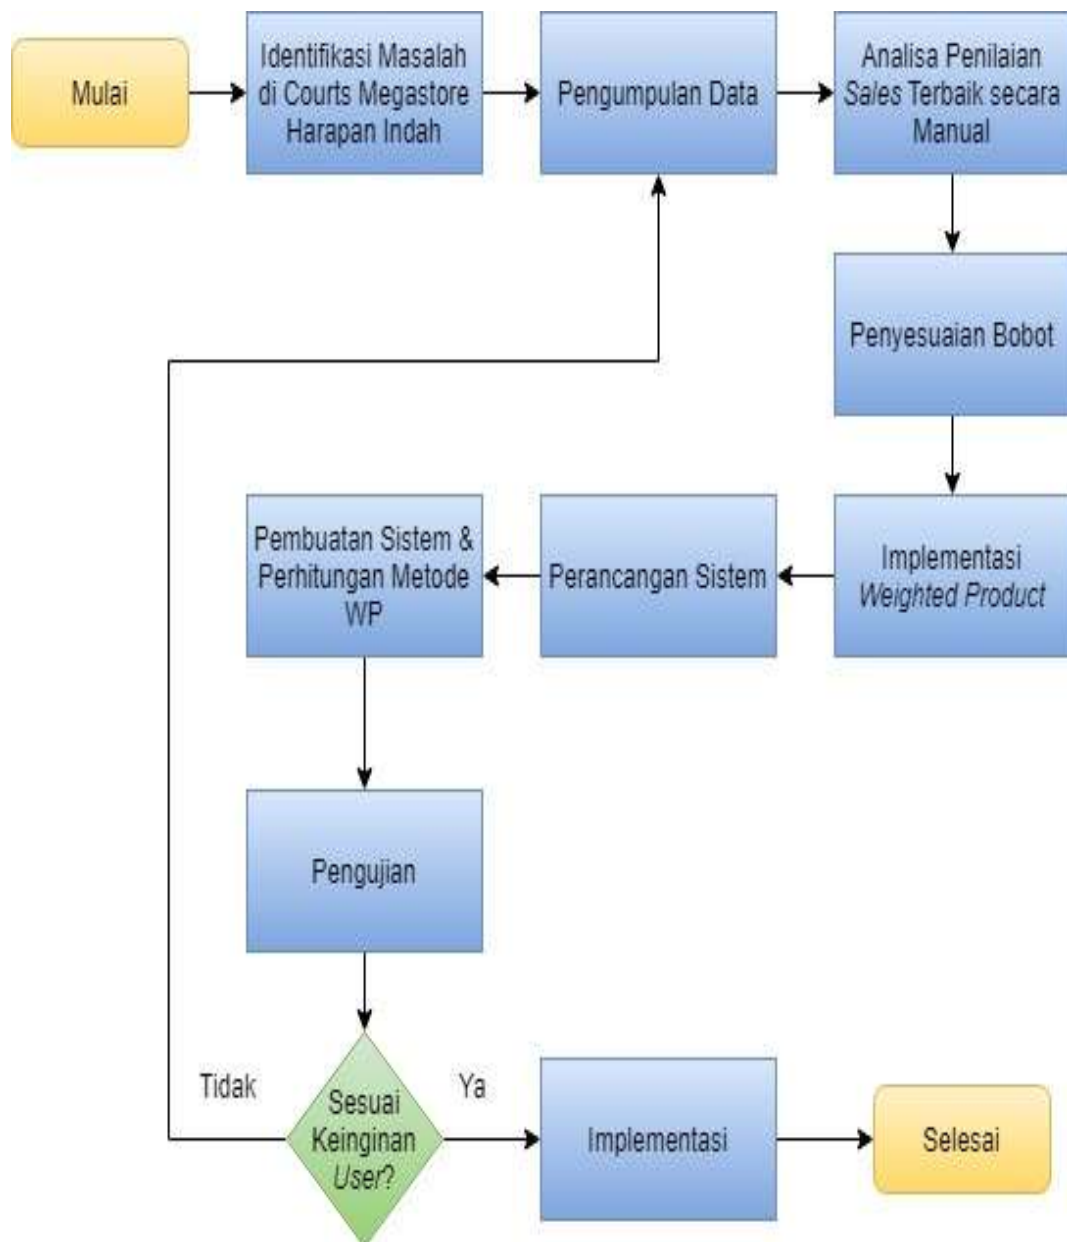 Mulai
Identifikasi Masalah
di Courts Megastore
Harapan Indah
Pengumpulan Data
Analisa Penilaian
Sales Terbaik secara
Manual
Penyesuaian Bobot
Implementasi
Weighted Product
Perancangan Sistem
Pembuatan Sistem &
Perhitungan Metode
WP
Pengujian
Sesuai
Keinginan
User?
Tidak
Ya
Implementasi
Selesai